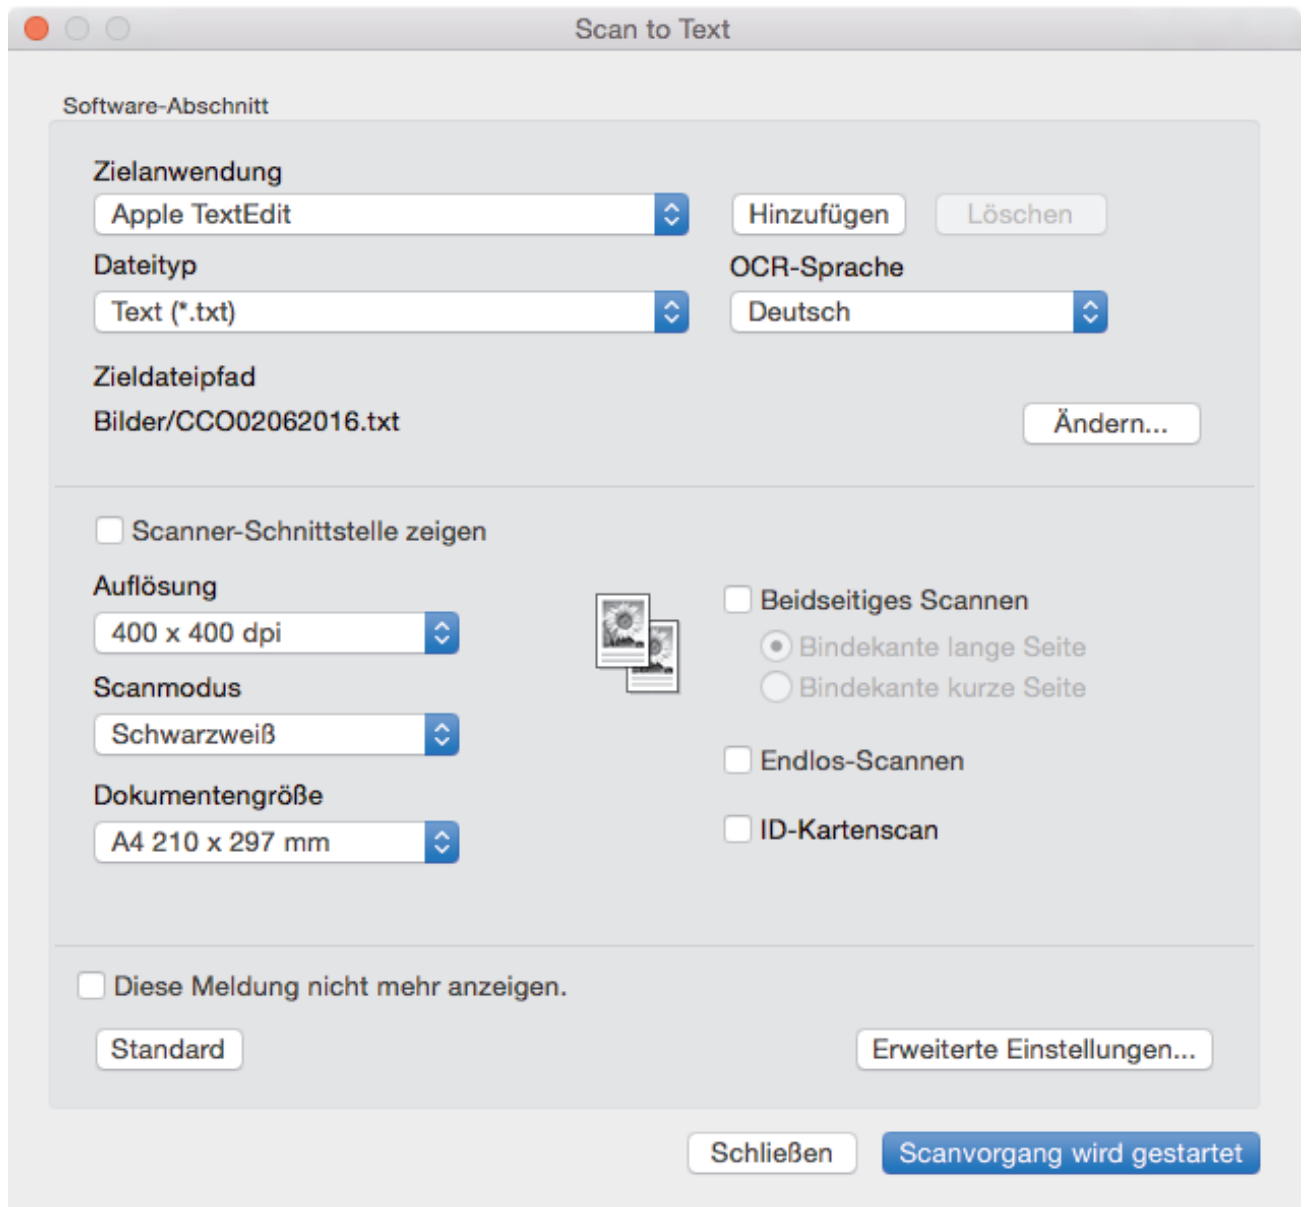 Scan to Text
Software-Abschnitt
Zielanwendung
Apple TextEdit
Hinzufügen
Löschen
Dateityp
OCR-Sprache
Text (*.txt)
Deutsch
Zieldateipfad
Bilder/CCO02062016.txt
Ändern...
Scanner-Schnittstelle zeigen
Auflösung
400 x 400 dpi
Scanmodus
Schwarzweiß
Dokumentengröße
A4 210 x 297 mm
Beidseitiges Scannen
Bindekante lange Seite
Bindekante kurze Seite
Endlos-Scannen
ID-Kartenscan
Diese Meldung nicht mehr anzeigen.
Standard
Erweiterte Einstellungen...
Schließen
Scanvorgang wird gestartet